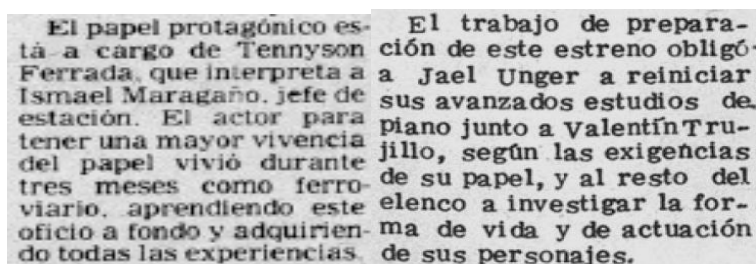 El papel protagónico es-
tá a cargo de Tennyson
Ferrada, que interpreta a
Ismael Maragaño, jefe de
estación. El actor para
tener una mayor vivencia
del papel vivió durante
tres meses como ferro-
viario, aprendiendo este
oficio a fondo y adquirien-
do todas las experiencias.
El trabajo de prepara-
ción de este estreno obligó
a Jael Unger a reiniciar
sus avanzados estudios de
piano junto a Valentín Tru-
jillo, según las exigencias
de su papel, y al resto del
elenco a investigar la for-
ma de vida y de actuación
de sus personajes.